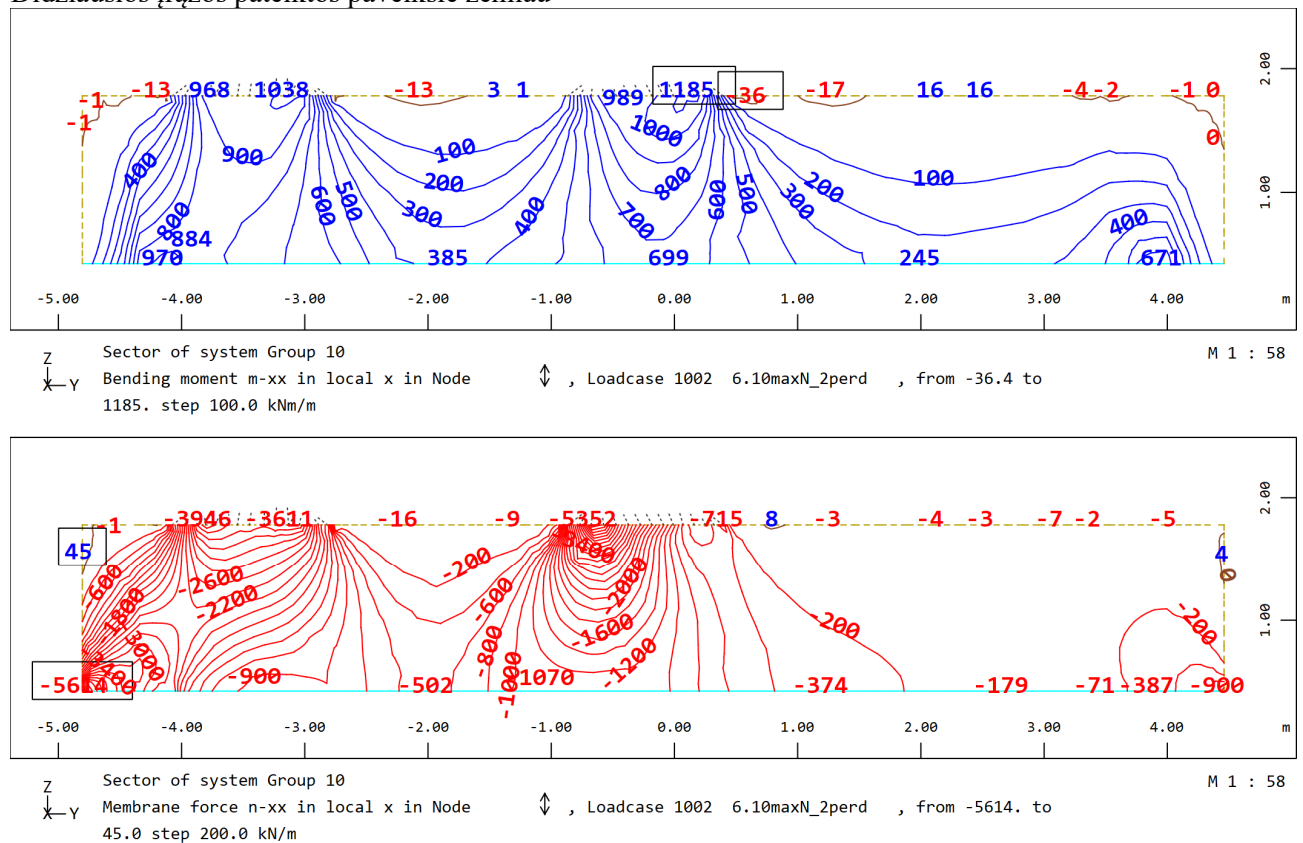 Didžiausios įrąžos pateiktos paveiksle žemiau
-1 -13 968 1038 -13 3 1 989 1185 -36 -17 16 16 -4 -2 -1 0
-1 0
400 900 100 1000 800 200 100
800 600 500 200 300 400 700 600 500 300 400
884
970 385 699 245 671
2.00
1.00
-5.00 -4.00 -3.00 -2.00 -1.00 0.00 1.00 2.00 3.00 4.00 m
Z
X Y
Sector of system Group 10
M 1 : 58
Bending moment m-xx in local x in Node , Loadcase 1002 6.10maxN_2perd , from -36.4 to
1185. step 100.0 kNm/m
-1 -3946 -3611 -16 -9 -5352 -715 8 -3 -4 -3 -7 -2 -5
45 4
0
-600 -2600 -200 -2000
-1800 -2200 -600 -1600 -200 -200
-3000 -800 -1200
-3400 -1000
-5614 -900 -502 -1070 -374 -179 -71 -387 -900
2.00
1.00
-5.00 -4.00 -3.00 -2.00 -1.00 0.00 1.00 2.00 3.00 4.00 m
Z
X Y
Sector of system Group 10
M 1 : 58
Membrane force n-xx in local x in Node , Loadcase 1002 6.10maxN_2perd , from -5614. to
45.0 step 200.0 kN/m